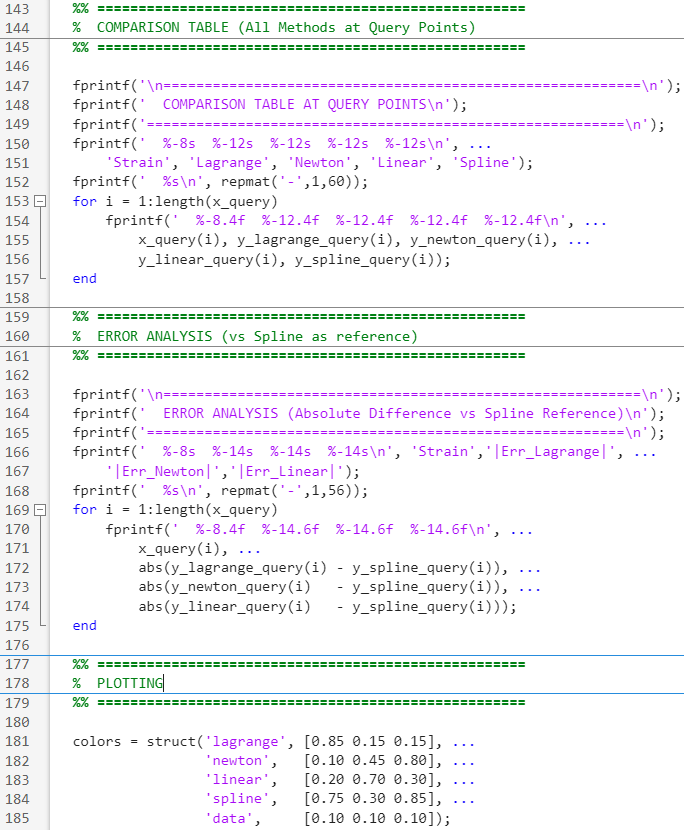 143 %% ====================================================
144 %  COMPARISON TABLE (All Methods at Query Points)
145 %% ====================================================
146
147 fprintf('\n==========================================================\n');
148 fprintf('  COMPARISON TABLE AT QUERY POINTS\n');
149 fprintf('==========================================================\n');
150 fprintf('  %-8s  %-12s  %-12s  %-12s  %-12s\n', ...
151     'Strain', 'Lagrange', 'Newton', 'Linear', 'Spline');
152 fprintf('  %s\n', repmat('-',1,60));
153 for i = 1:length(x_query)
154     fprintf('  %-8.4f  %-12.4f  %-12.4f  %-12.4f  %-12.4f\n', ...
155         x_query(i), y_lagrange_query(i), y_newton_query(i), ...
156         y_linear_query(i), y_spline_query(i));
157 end
158
159 %% ====================================================
160 %  ERROR ANALYSIS (vs Spline as reference)
161 %% ====================================================
162
163 fprintf('\n==========================================================\n');
164 fprintf('  ERROR ANALYSIS (Absolute Difference vs Spline Reference)\n');
165 fprintf('==========================================================\n');
166 fprintf('  %-8s  %-14s  %-14s  %-14s\n', 'Strain','|Err_Lagrange|', ...
167     '|Err_Newton|','|Err_Linear|');
168 fprintf('  %s\n', repmat('-',1,56));
169 for i = 1:length(x_query)
170     fprintf('  %-8.4f  %-14.6f  %-14.6f  %-14.6f\n', ...
171         x_query(i), ...
172         abs(y_lagrange_query(i) - y_spline_query(i)), ...
173         abs(y_newton_query(i)   - y_spline_query(i)), ...
174         abs(y_linear_query(i)   - y_spline_query(i)));
175 end
176
177 %% ====================================================
178 %  PLOTTING
179 %% ====================================================
180
181 colors = struct('lagrange', [0.85 0.15 0.15], ...
182                 'newton',   [0.10 0.45 0.80], ...
183                 'linear',   [0.20 0.70 0.30], ...
184                 'spline',   [0.75 0.30 0.85], ...
185                 'data',     [0.10 0.10 0.10]);